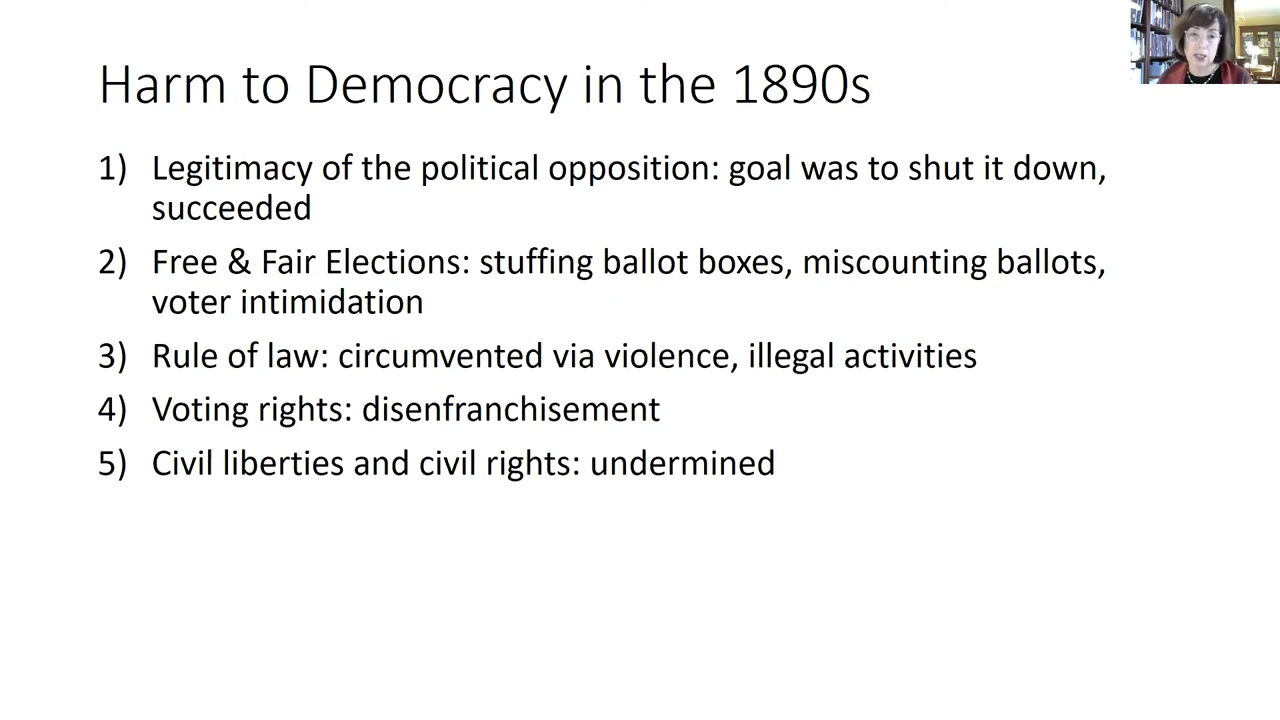 Harm to Democracy in the 1890s
1) Legitimacy of the political opposition: goal was to shut it down,
succeeded
2) Free & Fair Elections: stuffing ballot boxes, miscounting ballots,
voter intimidation
3) Rule of law: circumvented via violence, illegal activities
4) Voting rights: disenfranchisement
5) Civil liberties and civil rights: undermined